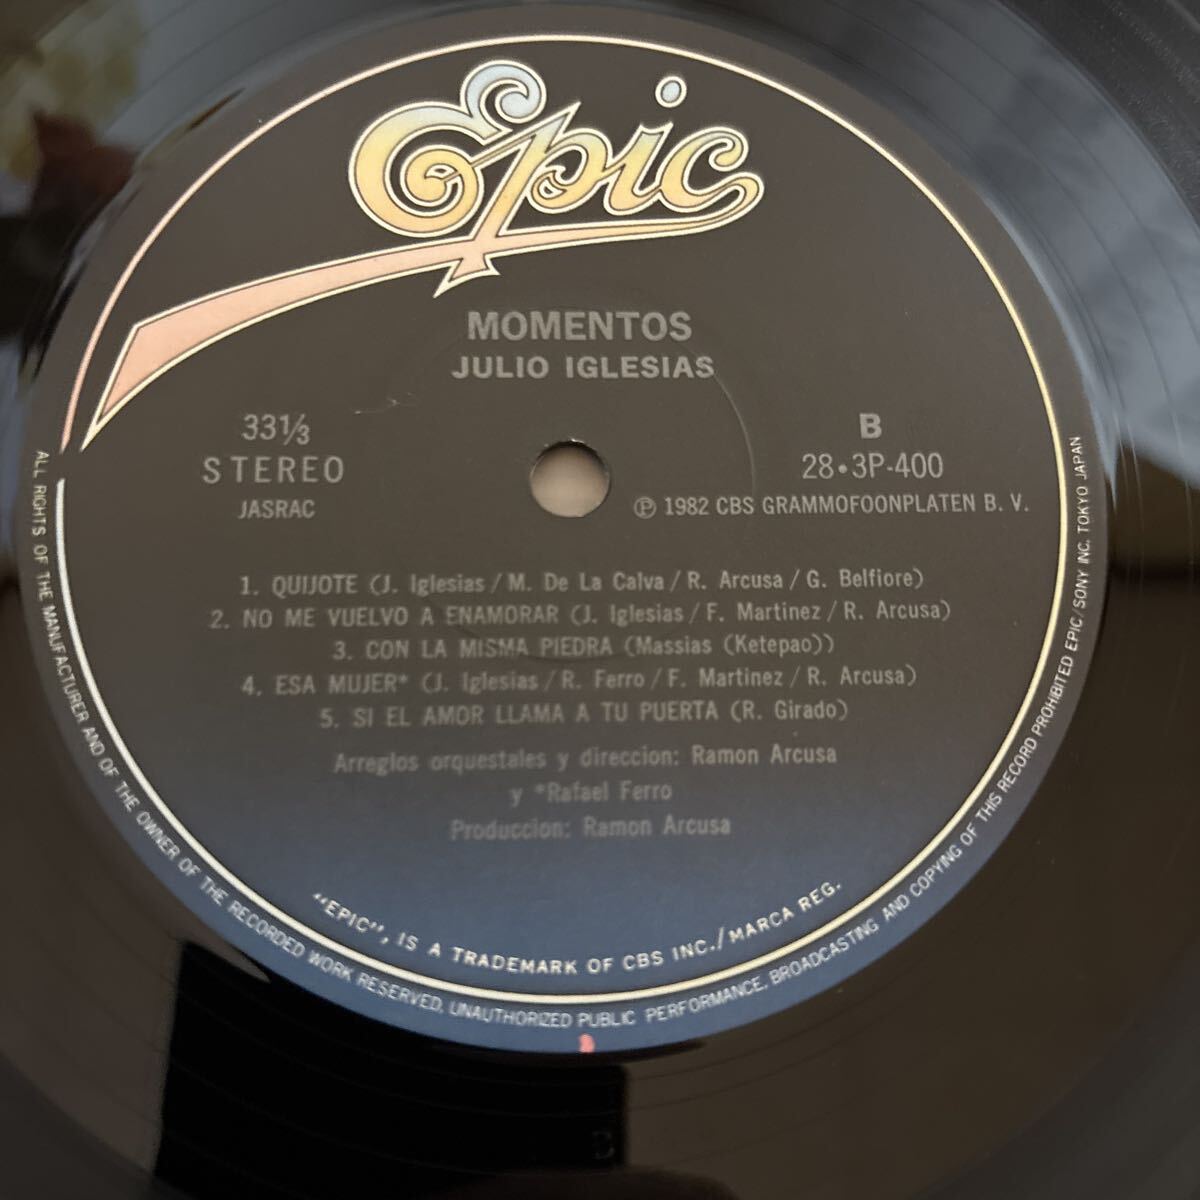 Epic
MOMENTOS
JULIO IGLESIAS
33⅓
STEREO
JASRAC
B
28•3P-400
Ⓟ 1982 CBS GRAMMOFOONPLATEN B. V.
1. QUIJOTE (J. Iglesias/M. De La Calva/R. Arcusa/G. Belfiore)
2. NO ME VUELVO A ENAMORAR (J. Iglesias/F. Martinez/R. Arcusa)
3. CON LA MISMA PIEDRA (Massias (Ketepao))
4. ESA MUJER* (J. Iglesias/R. Ferro/F. Martinez/R. Arcusa)
5. SI EL AMOR LLAMA A TU PUERTA (R. Girado)
Arreglos orquestales y direccion: Ramon Arcusa
y *Rafael Ferro
Produccion: Ramon Arcusa
"EPIC", IS A TRADEMARK OF CBS INC./MARCA REG.
ALL RIGHTS OF THE MANUFACTURER AND OF THE OWNER OF THE RECORDED WORK RESERVED, UNAUTHORIZED PUBLIC PERFORMANCE, BROADCASTING AND COPYING OF THIS RECORD PROHIBITED EPIC/SONY INC. TOKYO JAPAN